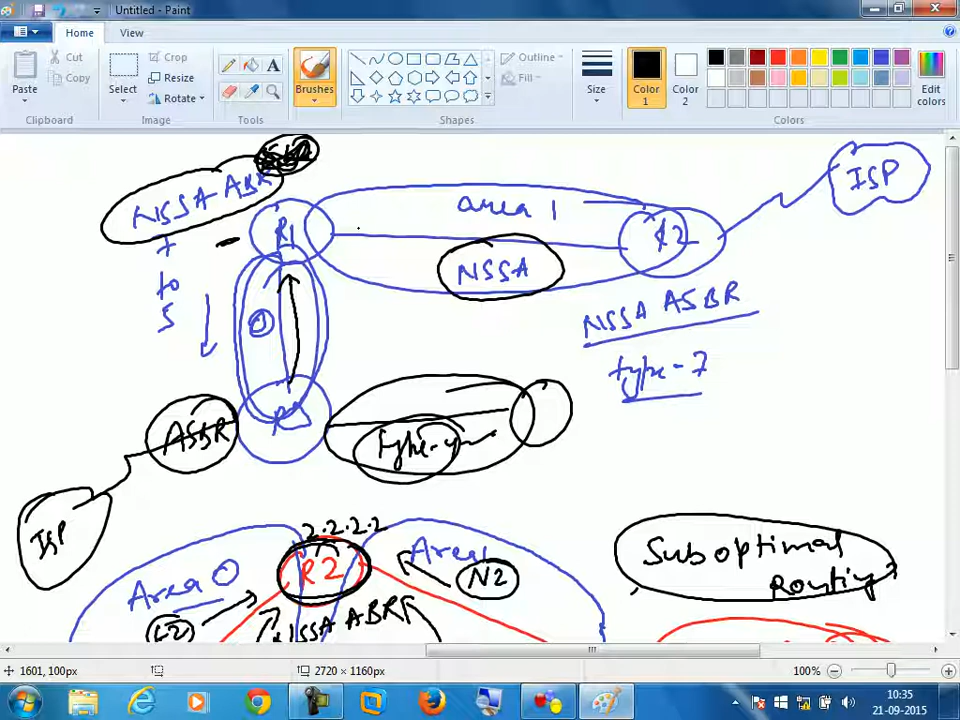 Untitled - Paint
Home View
Paste
Cut
Copy
Clipboard
Select
Crop
Resize
Rotate
Image
Tools
Brushes
Shapes
Outline
Fill
Size
Color 1
Color 2
Edit colors
Colors
NSSA-ABR
7
to
5
R1
area 1
R2
ISP
NSSA
NSSA ASBR
type-7
0
ASBR
ISP
2.2.2.2
R2
Area 0
Area
N2
L2
NSSA ABR
Suboptimal
Routing
1601, 100px
2720 × 1160px
100%
10:35
21-09-2015